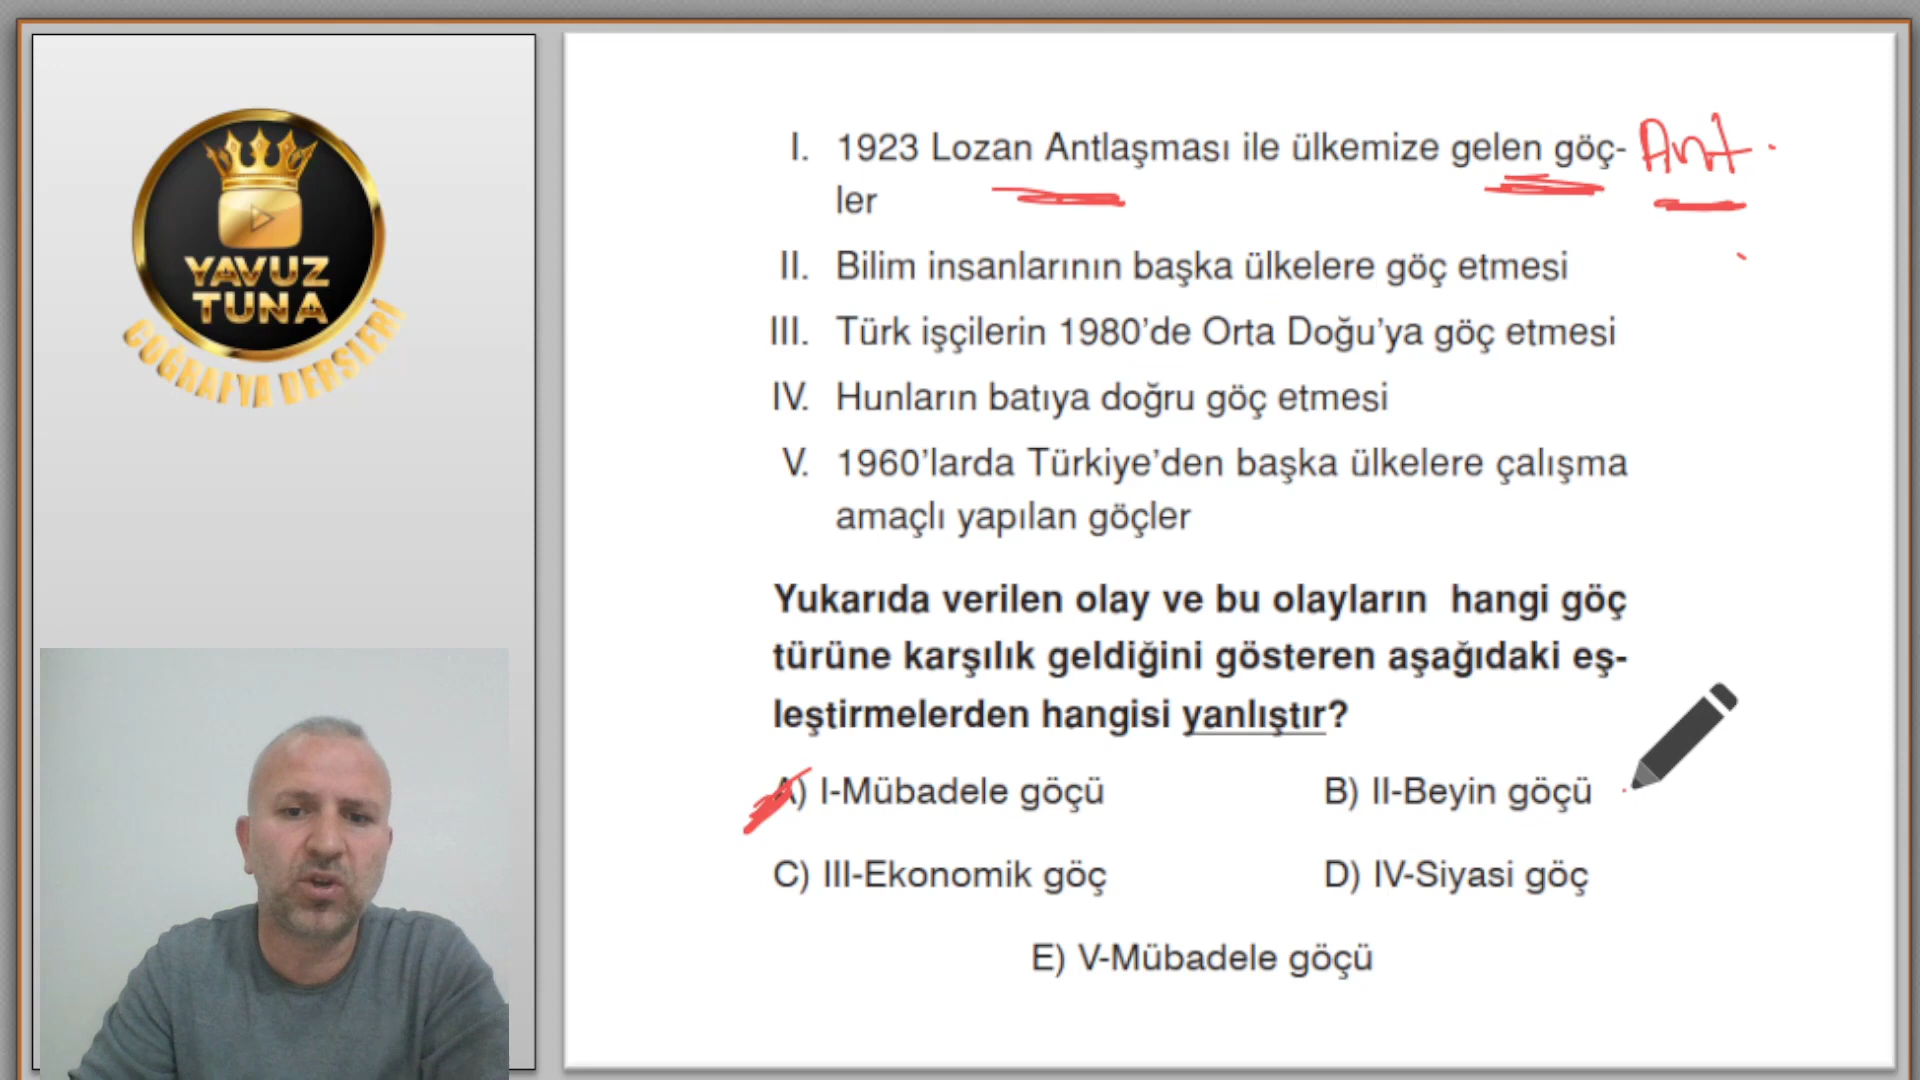 YAVUZ
TUNA
COĞRAFYA DERSLERİ
I. 1923 Lozan Antlaşması ile ülkemize gelen göç-
ler
Ant.
II. Bilim insanlarının başka ülkelere göç etmesi
III. Türk işçilerin 1980’de Orta Doğu’ya göç etmesi
IV. Hunların batıya doğru göç etmesi
V. 1960’larda Türkiye’den başka ülkelere çalışma
amaçlı yapılan göçler
Yukarıda verilen olay ve bu olayların hangi göç
türüne karşılık geldiğini gösteren aşağıdaki eş-
leştirmelerden hangisi yanlıştır?
A) I-Mübadele göçü
B) II-Beyin göçü
C) III-Ekonomik göç
D) IV-Siyasi göç
E) V-Mübadele göçü